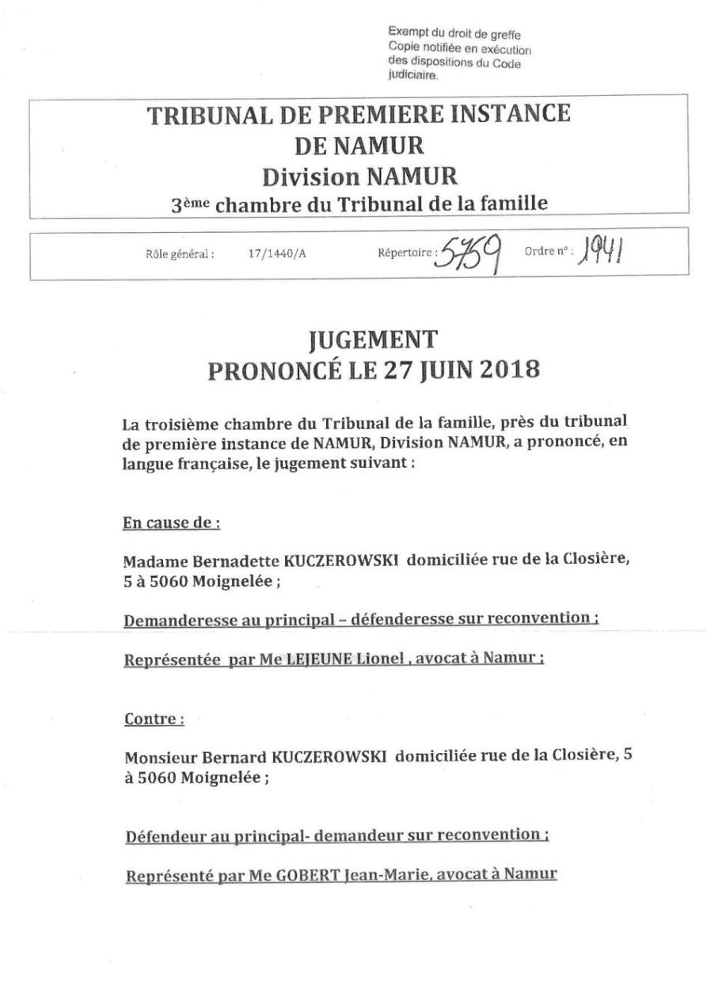 Exempt du droit de greffe
Copie notifiée en exécution
des dispositions du Code
judiciaire.
TRIBUNAL DE PREMIERE INSTANCE
DE NAMUR
Division NAMUR
3ème chambre du Tribunal de la famille
Rôle général : 17/1440/A Répertoire : 5759 Ordre n° : 1941
JUGEMENT
PRONONCÉ LE 27 JUIN 2018
La troisième chambre du Tribunal de la famille, près du tribunal
de première instance de NAMUR, Division NAMUR, a prononcé, en
langue française, le jugement suivant :
En cause de :
Madame Bernadette KUCZEROWSKI domiciliée rue de la Closière,
5 à 5060 Moignelée ;
Demanderesse au principal – défenderesse sur reconvention ;
Représentée par Me LEJEUNE Lionel , avocat à Namur ;
Contre :
Monsieur Bernard KUCZEROWSKI domiciliée rue de la Closière, 5
à 5060 Moignelée ;
Défendeur au principal- demandeur sur reconvention ;
Représenté par Me GOBERT Jean-Marie, avocat à Namur